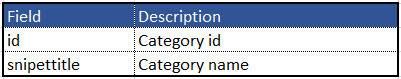 Field Description
id Category id
snipettitle Category name